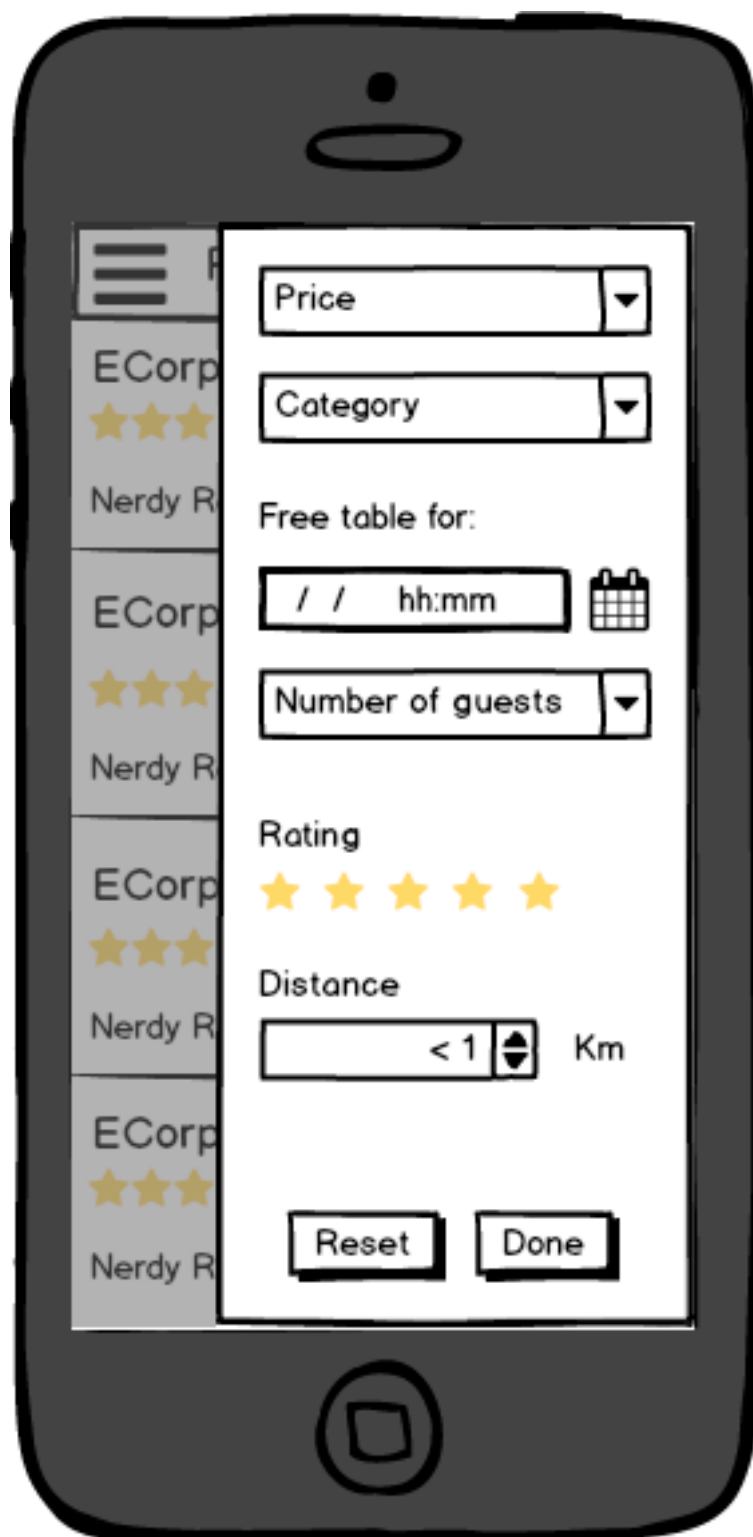 Price
ECorp
Category
Nerdy
Free table for:
/ / hh:mm
ECorp
Number of guests
Nerdy
Rating
ECorp
Distance
< 1 Km
Nerdy
ECorp
Reset Done
Nerdy